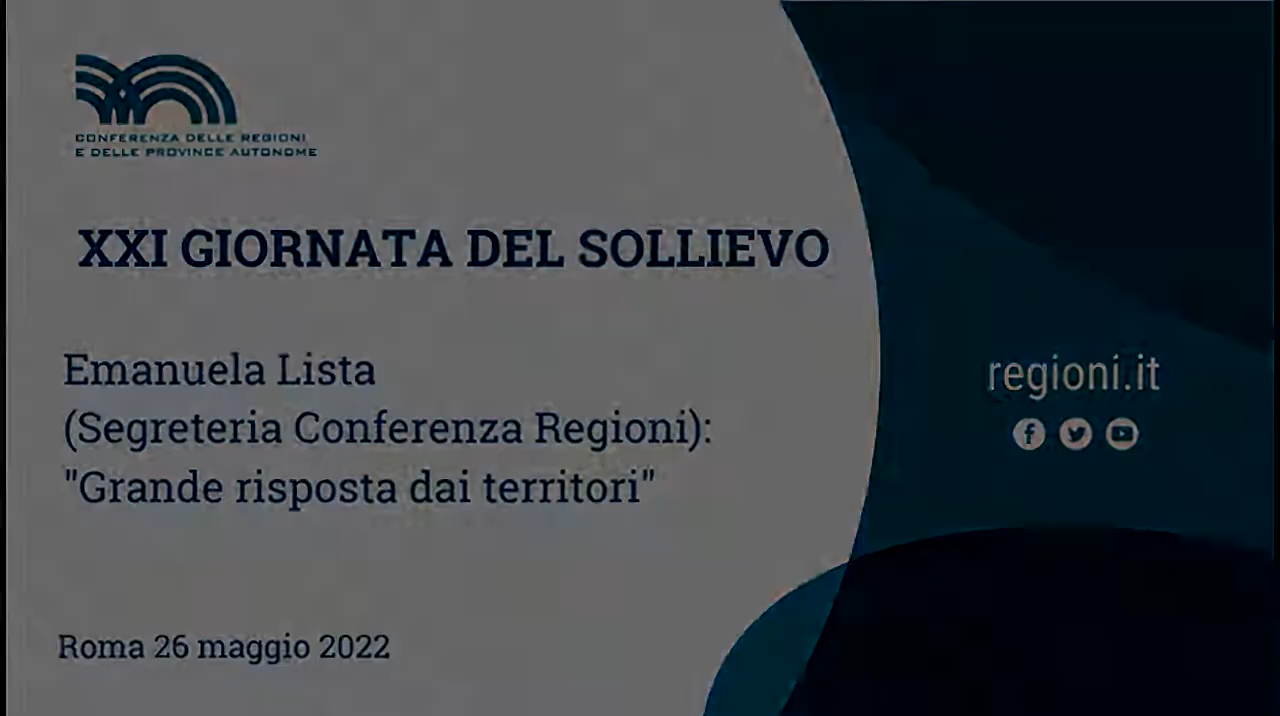 CONFERENZA DELLE REGIONI
E DELLE PROVINCE AUTONOME
XXI GIORNATA DEL SOLLIEVO
Emanuela Lista
(Segreteria Conferenza Regioni):
"Grande risposta dai territori"
regioni.it
Roma 26 maggio 2022